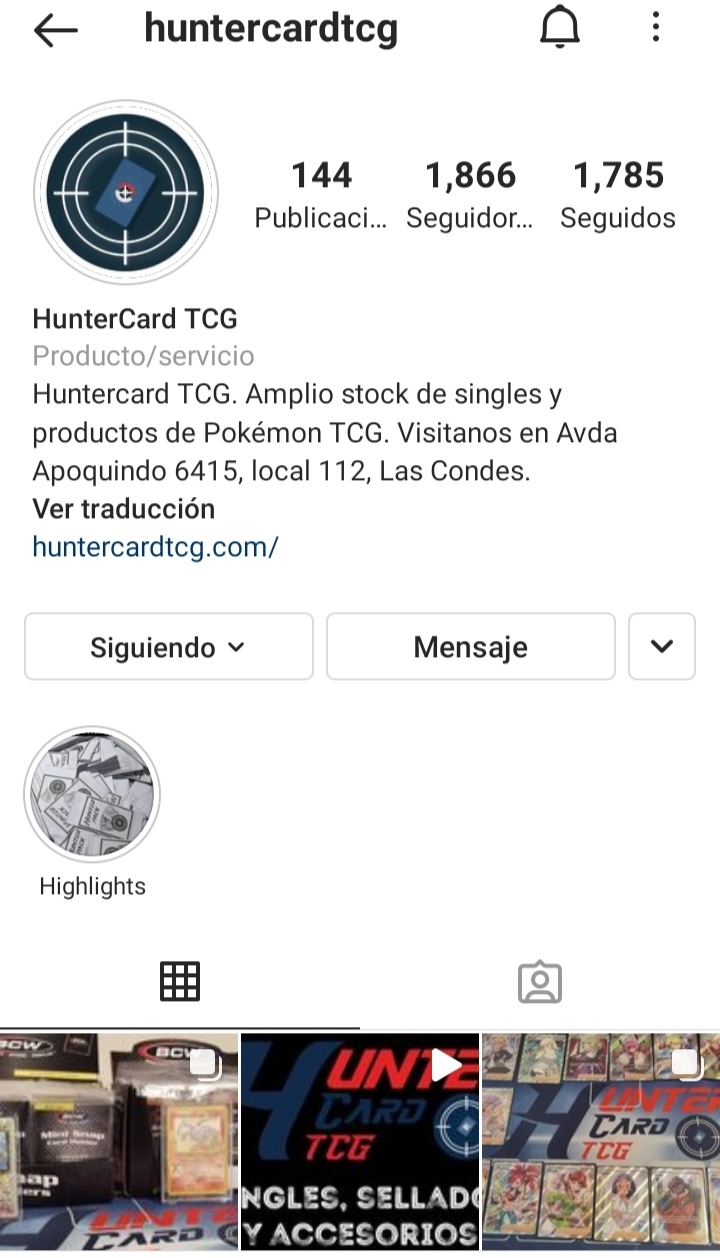 huntercardtcg
144 1,866 1,785
Publicaci... Seguidor... Seguidos
HunterCard TCG
Producto/servicio
Huntercard TCG. Amplio stock de singles y
productos de Pokémon TCG. Visitanos en Avda
Apoquindo 6415, local 112, Las Condes.
Ver traducción
huntercardtcg.com/
Siguiendo Mensaje
Highlights
BCW
BCW
Mini Snap
UNTE
CARD
H UNTE
CARD
TCG
NGLES, SELLADO
Y ACCESORIOS
H UNTER
CARD
TCG